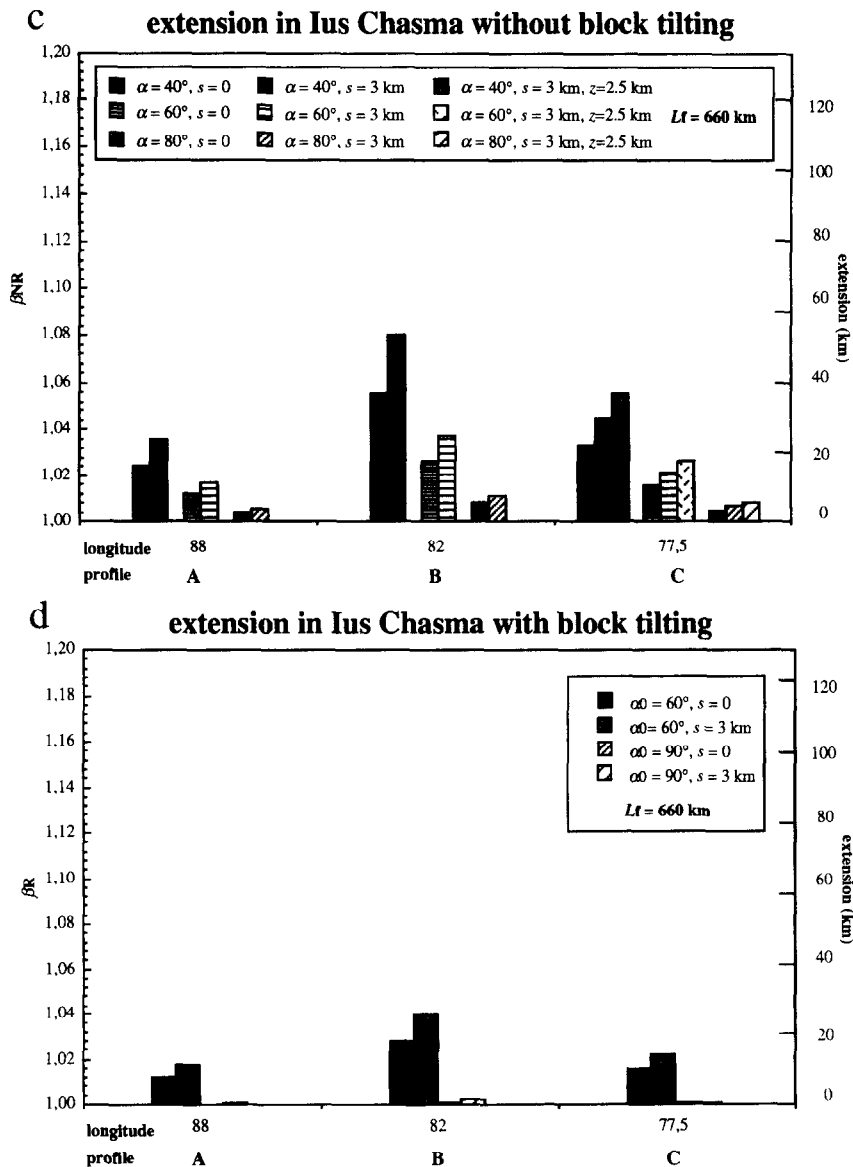 c
extension in Ius Chasma without block tilting
1,20
1,18
1,16
1,14
1,12
1,10
1,08
1,06
1,04
1,02
1,00
βNR
α = 40°, s = 0
α = 40°, s = 3 km
α = 40°, s = 3 km, z=2.5 km
α = 60°, s = 0
α = 60°, s = 3 km
α = 60°, s = 3 km, z=2.5 km
Lt = 660 km
α = 80°, s = 0
α = 80°, s = 3 km
α = 80°, s = 3 km, z=2.5 km
120
100
80
60
40
20
0
extension (km)
longitude 88 82 77,5
profile A B C
d
extension in Ius Chasma with block tilting
1,20
1,18
1,16
1,14
1,12
1,10
1,08
1,06
1,04
1,02
1,00
βR
α0 = 60°, s = 0
α0= 60°, s = 3 km
α0 = 90°, s = 0
α0 = 90°, s = 3 km
Lt = 660 km
120
100
80
60
40
20
0
extension (km)
longitude 88 82 77,5
profile A B C